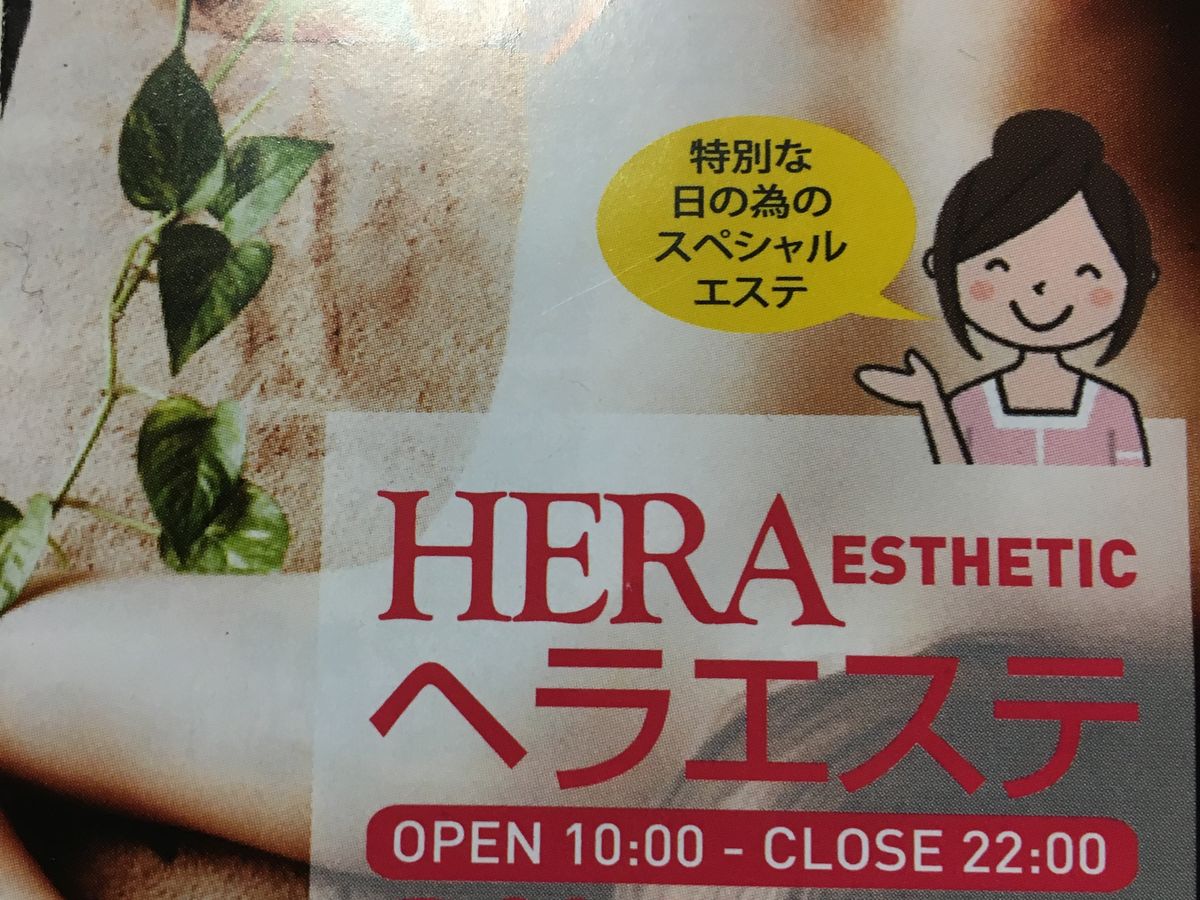 特別な
日の為の
スペシャル
エステ
HERA ESTHETIC
ヘラエステ
OPEN 10:00 - CLOSE 22:00